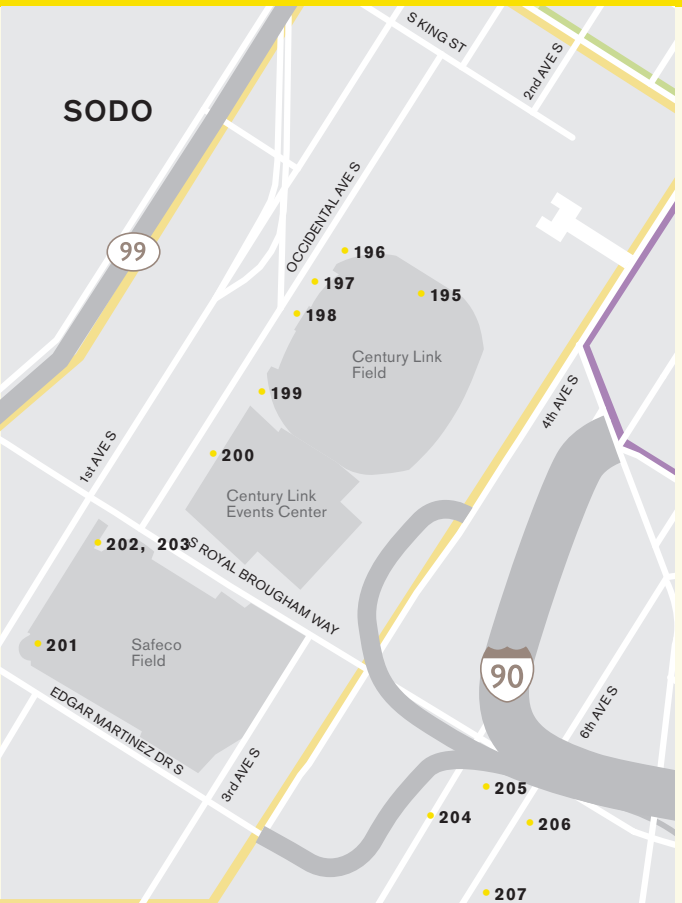 S KING ST
2nd AVE S
SODO
OCCIDENTAL AVE S
99
196
197
195
198
Century Link
Field
4th AVE S
199
1st AVE S
200
Century Link
Events Center
202, 203
S ROYAL BROUGHAM WAY
201
Safeco
Field
90
EDGAR MARTINEZ DR S
6th AVE S
3rd AVE S
205
204
206
207